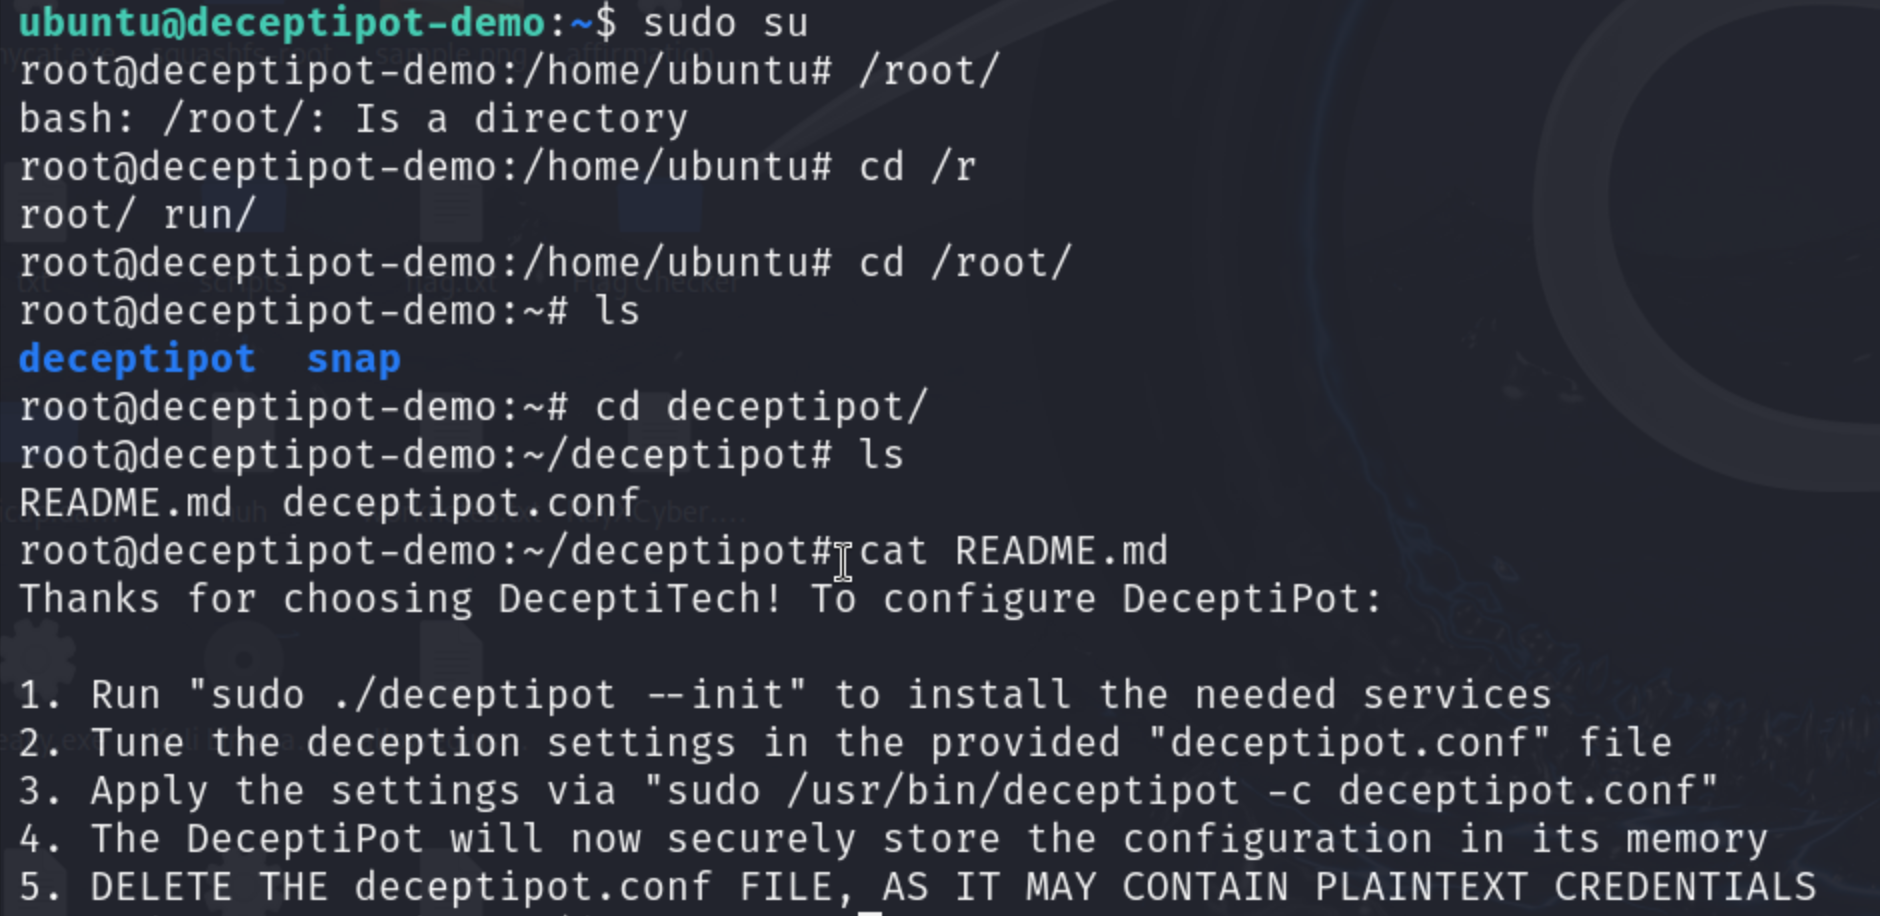 ubuntu@deceptipot-demo:~$ sudo su
root@deceptipot-demo:/home/ubuntu# /root/
bash: /root/: Is a directory
root@deceptipot-demo:/home/ubuntu# cd /r
root/ run/
root@deceptipot-demo:/home/ubuntu# cd /root/
root@deceptipot-demo:~# ls
deceptipot  snap
root@deceptipot-demo:~# cd deceptipot/
root@deceptipot-demo:~/deceptipot# ls
README.md  deceptipot.conf
root@deceptipot-demo:~/deceptipot# cat README.md
Thanks for choosing DeceptiTech! To configure DeceptiPot:

1. Run "sudo ./deceptipot --init" to install the needed services
2. Tune the deception settings in the provided "deceptipot.conf" file
3. Apply the settings via "sudo /usr/bin/deceptipot -c deceptipot.conf"
4. The DeceptiPot will now securely store the configuration in its memory
5. DELETE THE deceptipot.conf FILE, AS IT MAY CONTAIN PLAINTEXT CREDENTIALS